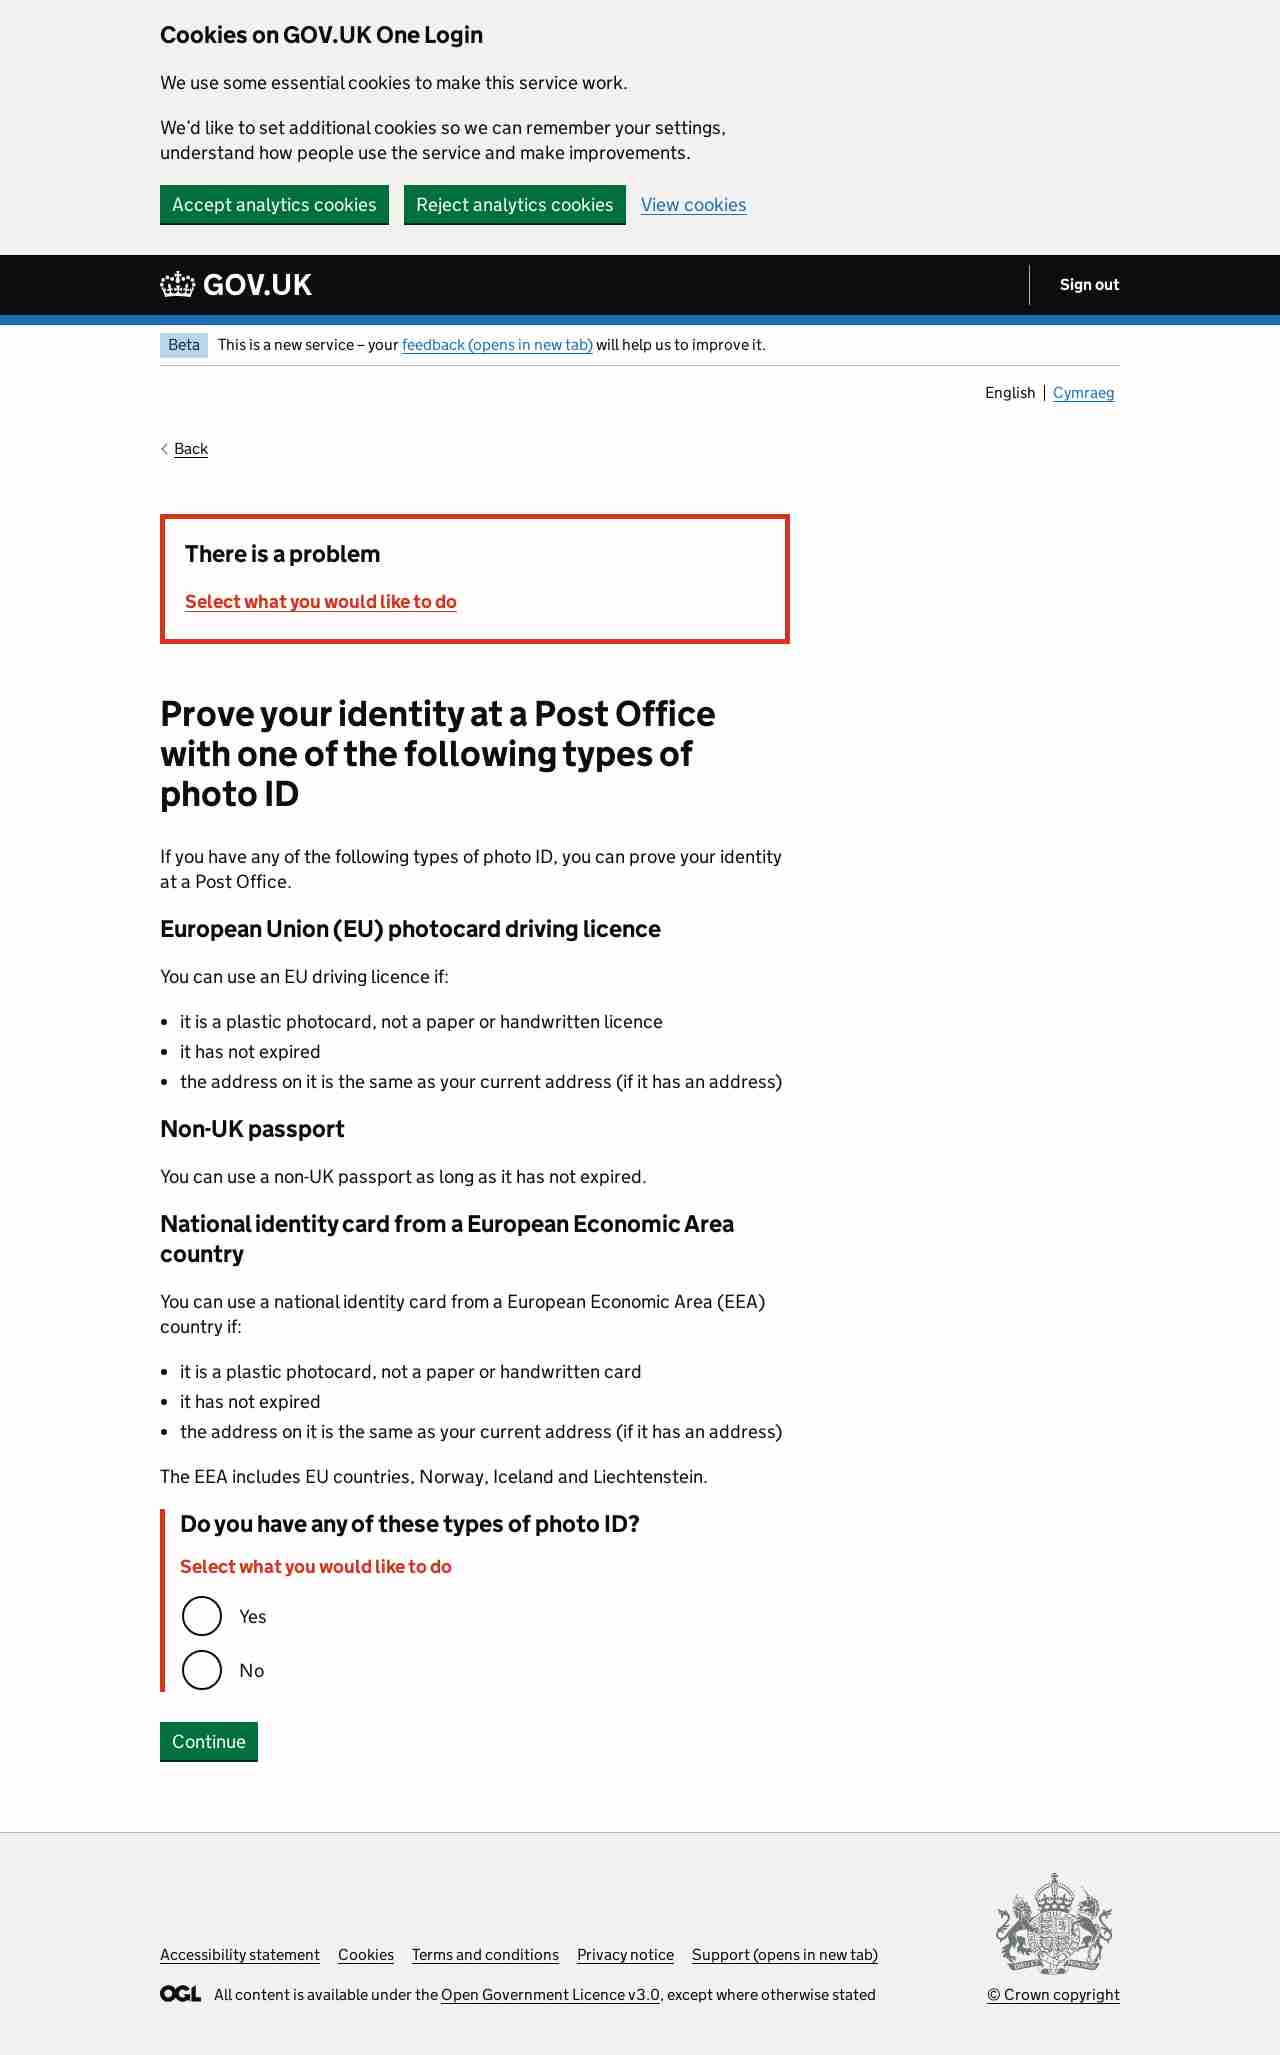 Cookies on GOV.UK One Login
We use some essential cookies to make this service work.
We'd like to set additional cookies so we can remember your settings,
understand how people use the service and make improvements.
Accept analytics cookies Reject analytics cookies View cookies
GOV.UK Sign out
Beta This is a new service – your feedback (opens in new tab) will help us to improve it.
English Cymraeg
Back
There is a problem
Select what you would like to do
Prove your identity at a Post Office
with one of the following types of
photo ID
If you have any of the following types of photo ID, you can prove your identity
at a Post Office.
European Union (EU) photocard driving licence
You can use an EU driving licence if:
• it is a plastic photocard, not a paper or handwritten licence
• it has not expired
• the address on it is the same as your current address (if it has an address)
Non-UK passport
You can use a non-UK passport as long as it has not expired.
National identity card from a European Economic Area
country
You can use a national identity card from a European Economic Area (EEA)
country if:
• it is a plastic photocard, not a paper or handwritten card
• it has not expired
• the address on it is the same as your current address (if it has an address)
The EEA includes EU countries, Norway, Iceland and Liechtenstein.
Do you have any of these types of photo ID?
Select what you would like to do
Yes
No
Continue
Accessibility statement Cookies Terms and conditions Privacy notice Support (opens in new tab)
OGL All content is available under the Open Government Licence v3.0, except where otherwise stated
© Crown copyright